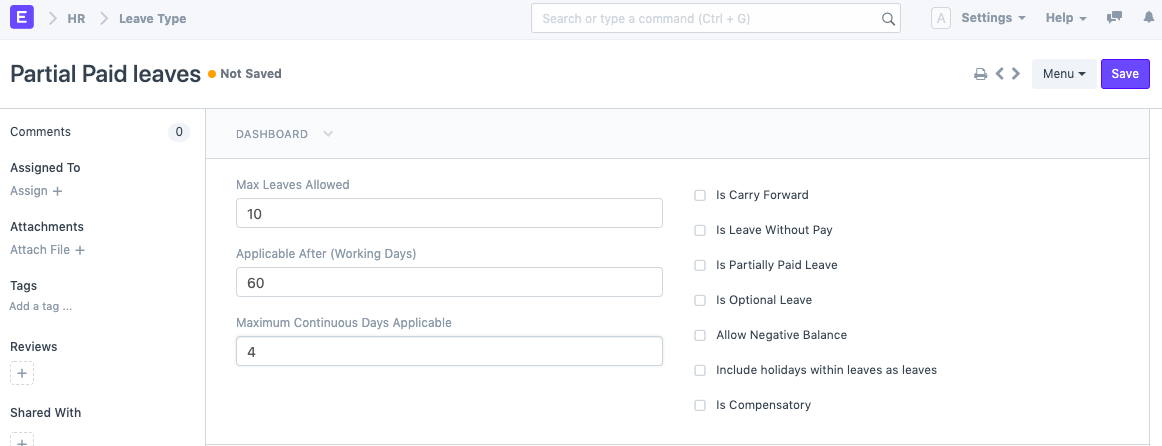 E HR Leave Type Search or type a command (Ctrl + G) A Settings Help
Partial Paid leaves Not Saved Menu Save
Comments 0
Assigned To
Assign +
Attachments
Attach File +
Tags
Add a tag ...
Reviews
+
Shared With
+
DASHBOARD
Max Leaves Allowed
10
Applicable After (Working Days)
60
Maximum Continuous Days Applicable
4
Is Carry Forward
Is Leave Without Pay
Is Partially Paid Leave
Is Optional Leave
Allow Negative Balance
Include holidays within leaves as leaves
Is Compensatory